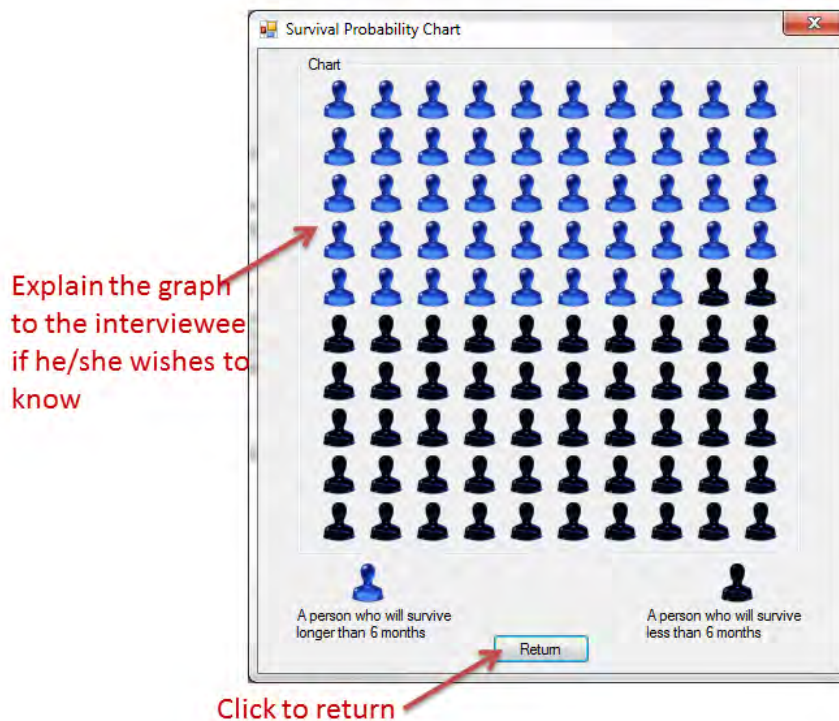 Survival Probability Chart
X
Chart
Explain the graph
to the interviewee
if he/she wishes to
know
A person who will survive
longer than 6 months
A person who will survive
less than 6 months
Return
Click to return